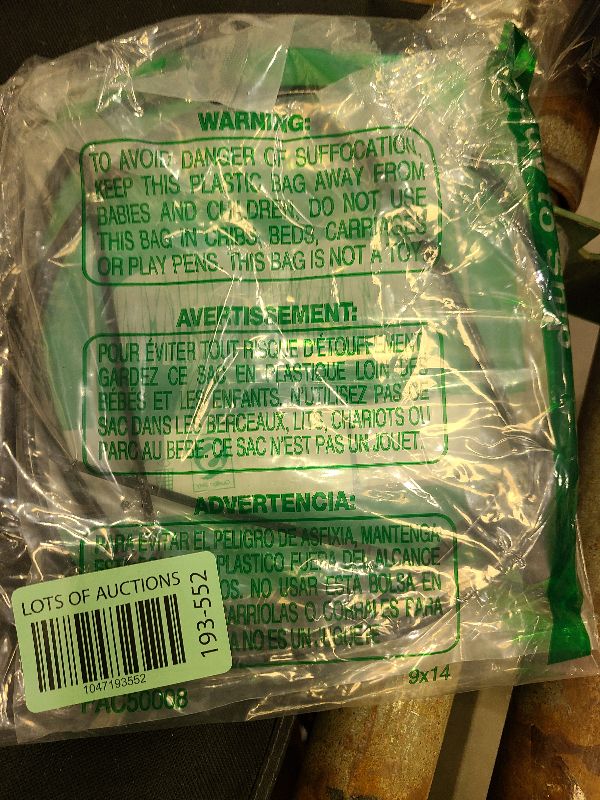 WARNING:
TO AVOID DANGER OF SUFFOCATION,
KEEP THIS PLASTIC BAG AWAY FROM
BABIES AND CHILDREN. DO NOT USE
THIS BAG IN CRIBS, BEDS, CARRIAGES
OR PLAY PENS. THIS BAG IS NOT A TOY
AVERTISSEMENT:
POUR ÉVITER TOUT RISQUE D'ÉTOUFFEMENT
GARDEZ CE SAC EN PLASTIQUE LOIN DES
BÉBÉS ET LES ENFANTS. N'UTILISEZ PAS CE
SAC DANS LES BERCEAUX, LITS, CHARIOTS OU
PARC AU BÉBÉ. CE SAC N'EST PAS UN JOUET.
ADVERTENCIA:
PARA EVITAR EL PELIGRO DE ASFIXIA, MANTENGA
PLASTICO FUERA DEL ALCANCE
OS. NO USAR ESTA BOLSA EN
ARRIOLAS O CORRALES PARA
NO ES UN JUGUETE
LOTS OF AUCTIONS
193-552
1047193552
PAC50008
9x14